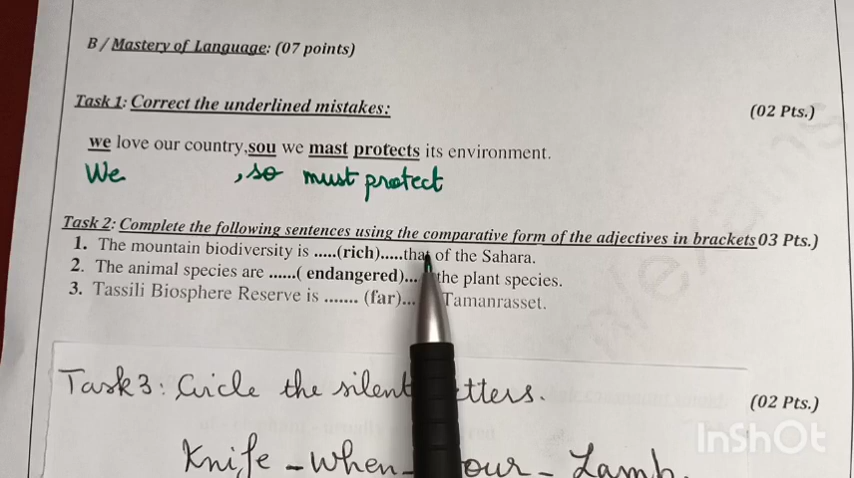 B / Mastery of Language: (07 points)
Task 1: Correct the underlined mistakes: (02 Pts.)
we love our country,sou we mast protects its environment.
We , so must protect
Task 2: Complete the following sentences using the comparative form of the adjectives in brackets 03 Pts.)
1. The mountain biodiversity is .....(rich).....that of the Sahara.
2. The animal species are ......( endangered)... the plant species.
3. Tassili Biosphere Reserve is ....... (far)... Tamanrasset.
Task 3: Circle the silent (02 Pts.)
Knife - when - - Lamb.
InShOt